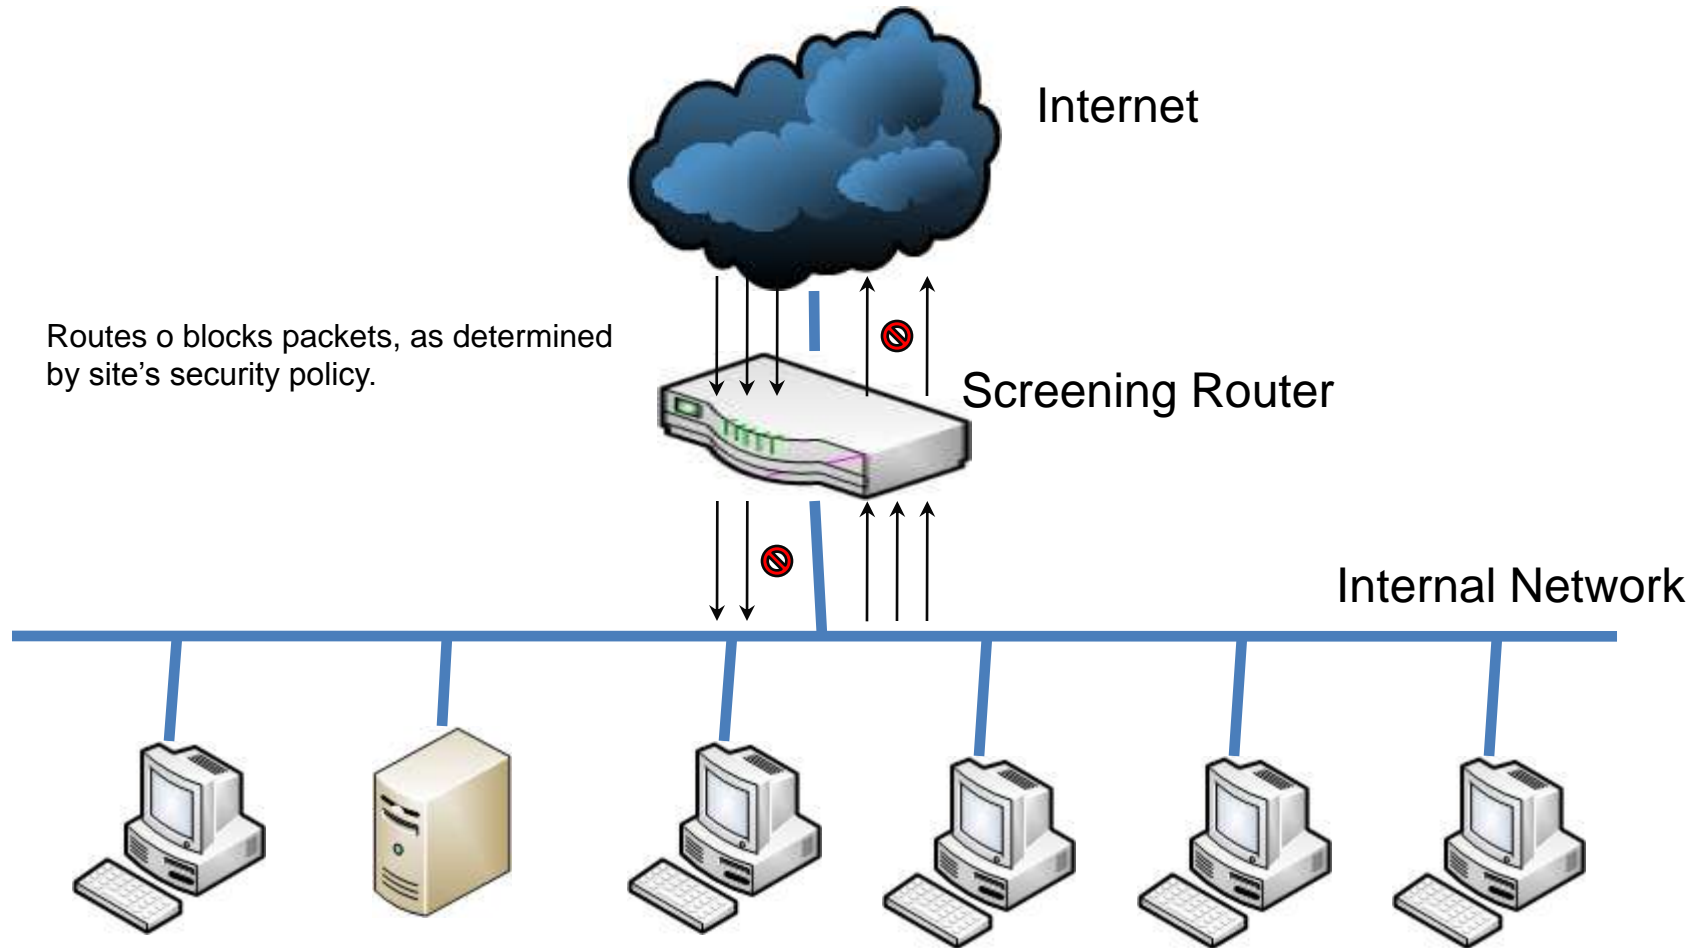 Internet
Routes o blocks packets, as determined
by site's security policy.
Screening Router
Internal Network